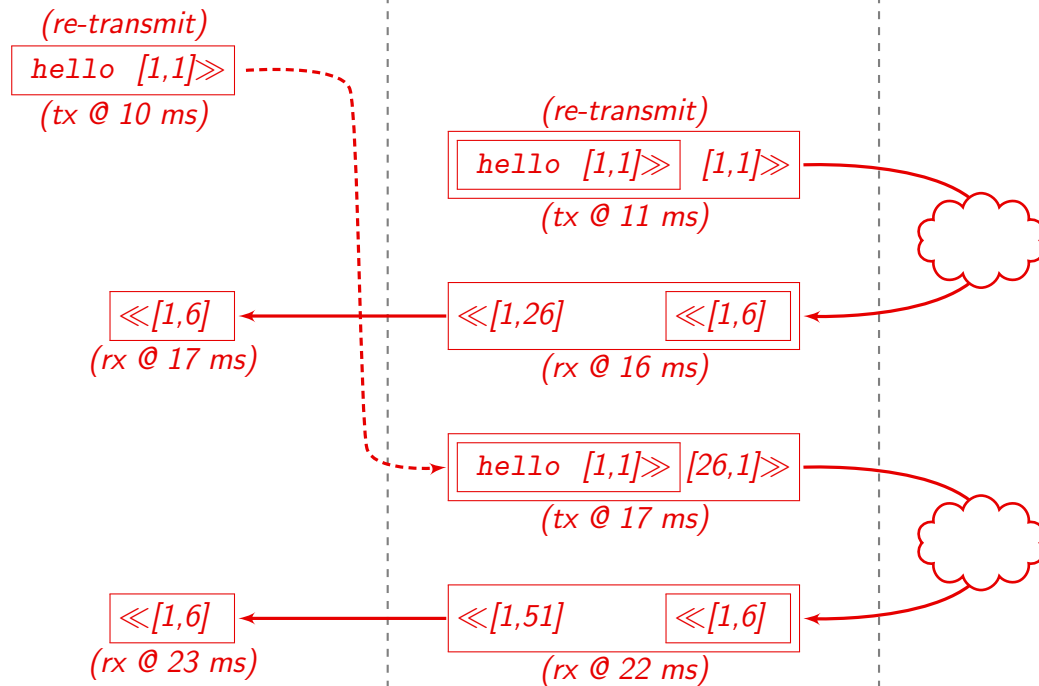 (re-transmit)
hello [1,1]≫
(tx @ 10 ms)
(re-transmit)
hello [1,1]≫ [1,1]≫
(tx @ 11 ms)
≪[1,6] ≪[1,26] ≪[1,6]
(rx @ 17 ms) (rx @ 16 ms)
hello [1,1]≫ [26,1]≫
(tx @ 17 ms)
≪[1,6] ≪[1,51] ≪[1,6]
(rx @ 23 ms) (rx @ 22 ms)